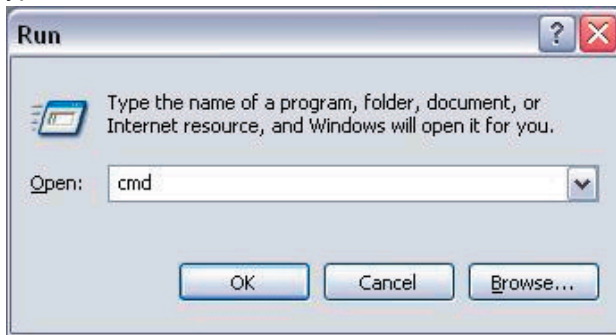 Run
Type the name of a program, folder, document, or
Internet resource, and Windows will open it for you.
Open: cmd
OK Cancel Browse...